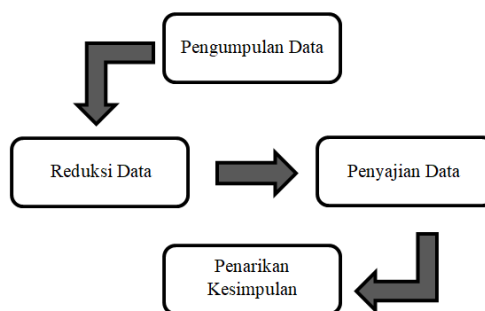 Pengumpulan Data
Reduksi Data
Penyajian Data
Penarikan
Kesimpulan